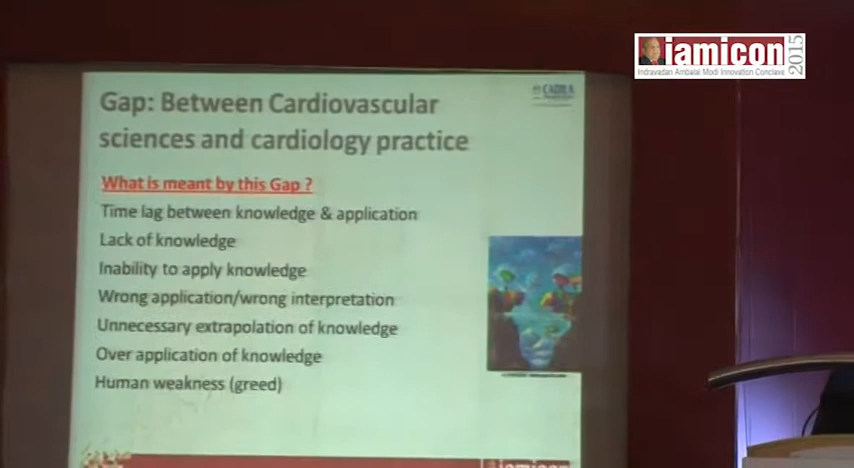 iamicon
2015
Indravadan Ambalal Modi Innovation Conclave
Gap: Between Cardiovascular
sciences and cardiology practice
CADILA
What is meant by this Gap ?
Time lag between knowledge & application
Lack of knowledge
Inability to apply knowledge
Wrong application/wrong interpretation
Unnecessary extrapolation of knowledge
Over application of knowledge
Human weakness (greed)
iamicon